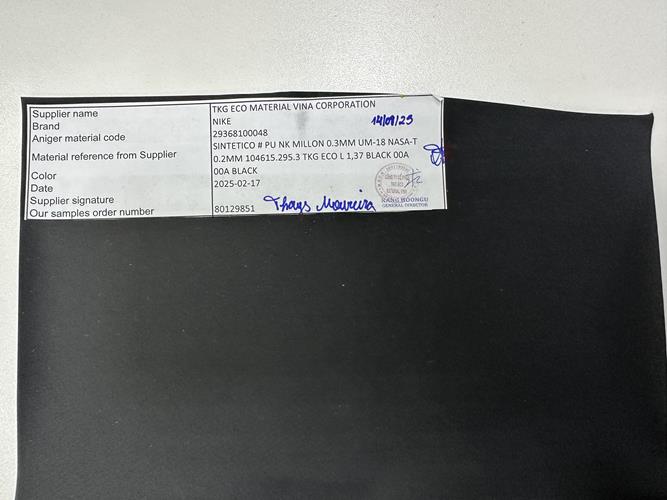 Supplier name TKG ECO MATERIAL VINA CORPORATION
Brand NIKE 14/08/25
Aniger material code 29368100048
Material reference from Supplier SINTETICO # PU NK MILLON 0.3MM UM-18 NASA-T
0.2MM 104615.295.3 TKG ECO L 1,37 BLACK 00A
Color 00A BLACK
Date 2025-02-17
Supplier signature Thays Moureira
KANG HOONGU
GENERAL DIRECTOR
Our samples order number 80129851